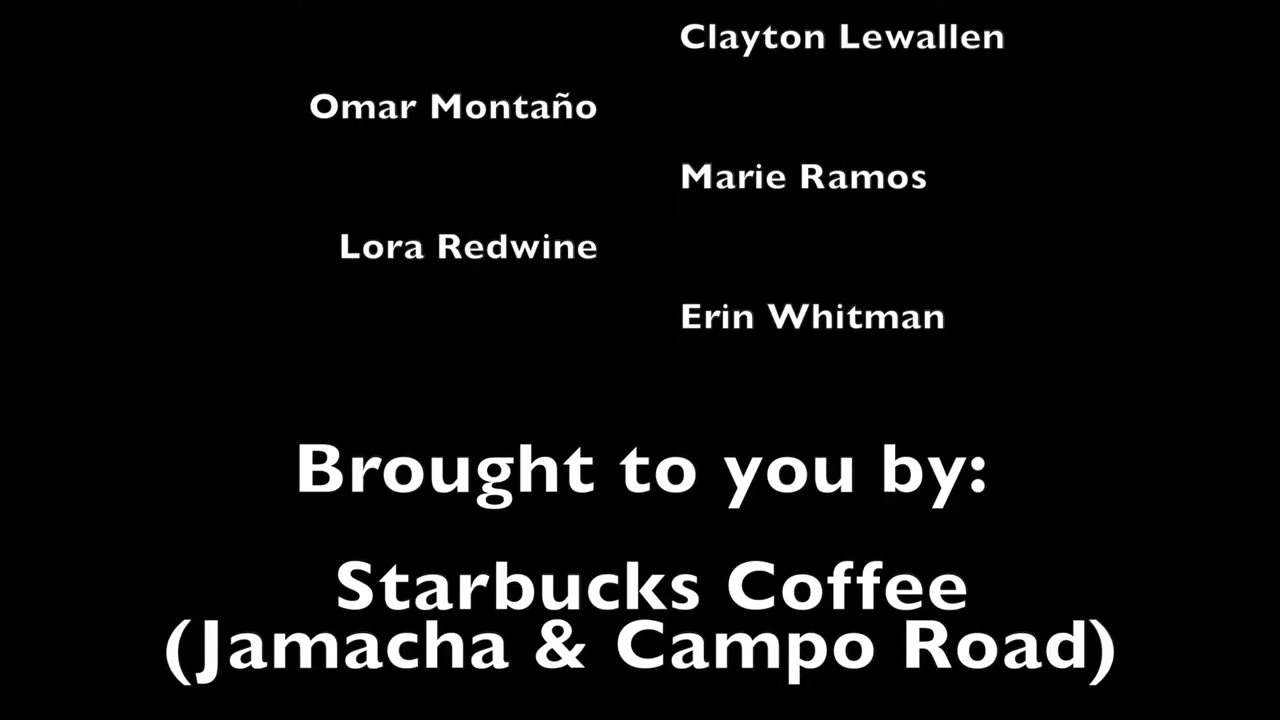 Clayton Lewallen
Omar Montaño
Marie Ramos
Lora Redwine
Erin Whitman
Brought to you by:
Starbucks Coffee
(Jamacha & Campo Road)